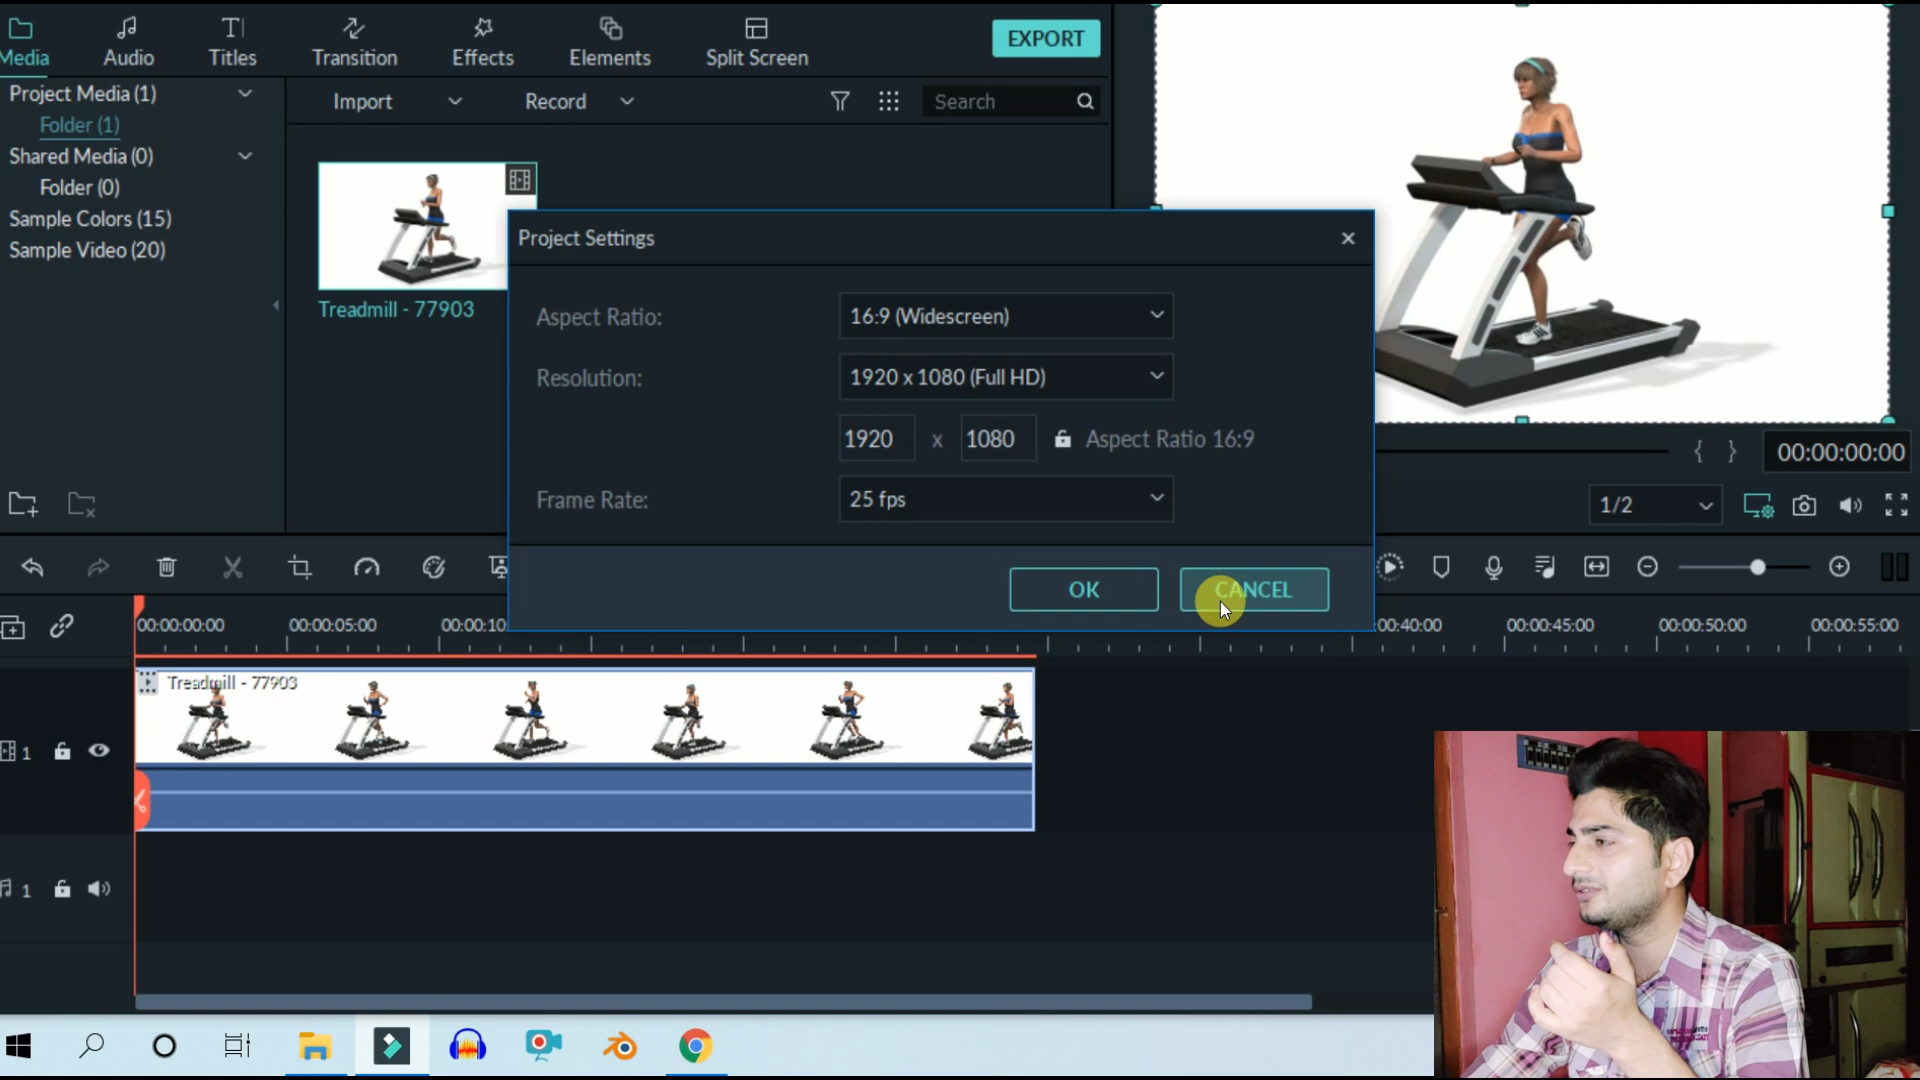 Media
Audio
Titles
Transition
Effects
Elements
Split Screen
EXPORT
Project Media (1)
Folder (1)
Shared Media (0)
Folder (0)
Sample Colors (15)
Sample Video (20)
Import
Record
Search
Treadmill - 77903
Project Settings
Aspect Ratio:
16:9 (Widescreen)
Resolution:
1920 x 1080 (Full HD)
1920 x 1080
Aspect Ratio 16:9
Frame Rate:
25 fps
OK
CANCEL
{ }
00:00:00:00
1/2
00:00:00:00
00:00:05:00
00:00:10
:00:40:00
00:00:45:00
00:00:50:00
00:00:55:00
Treadmill - 77903
1
1